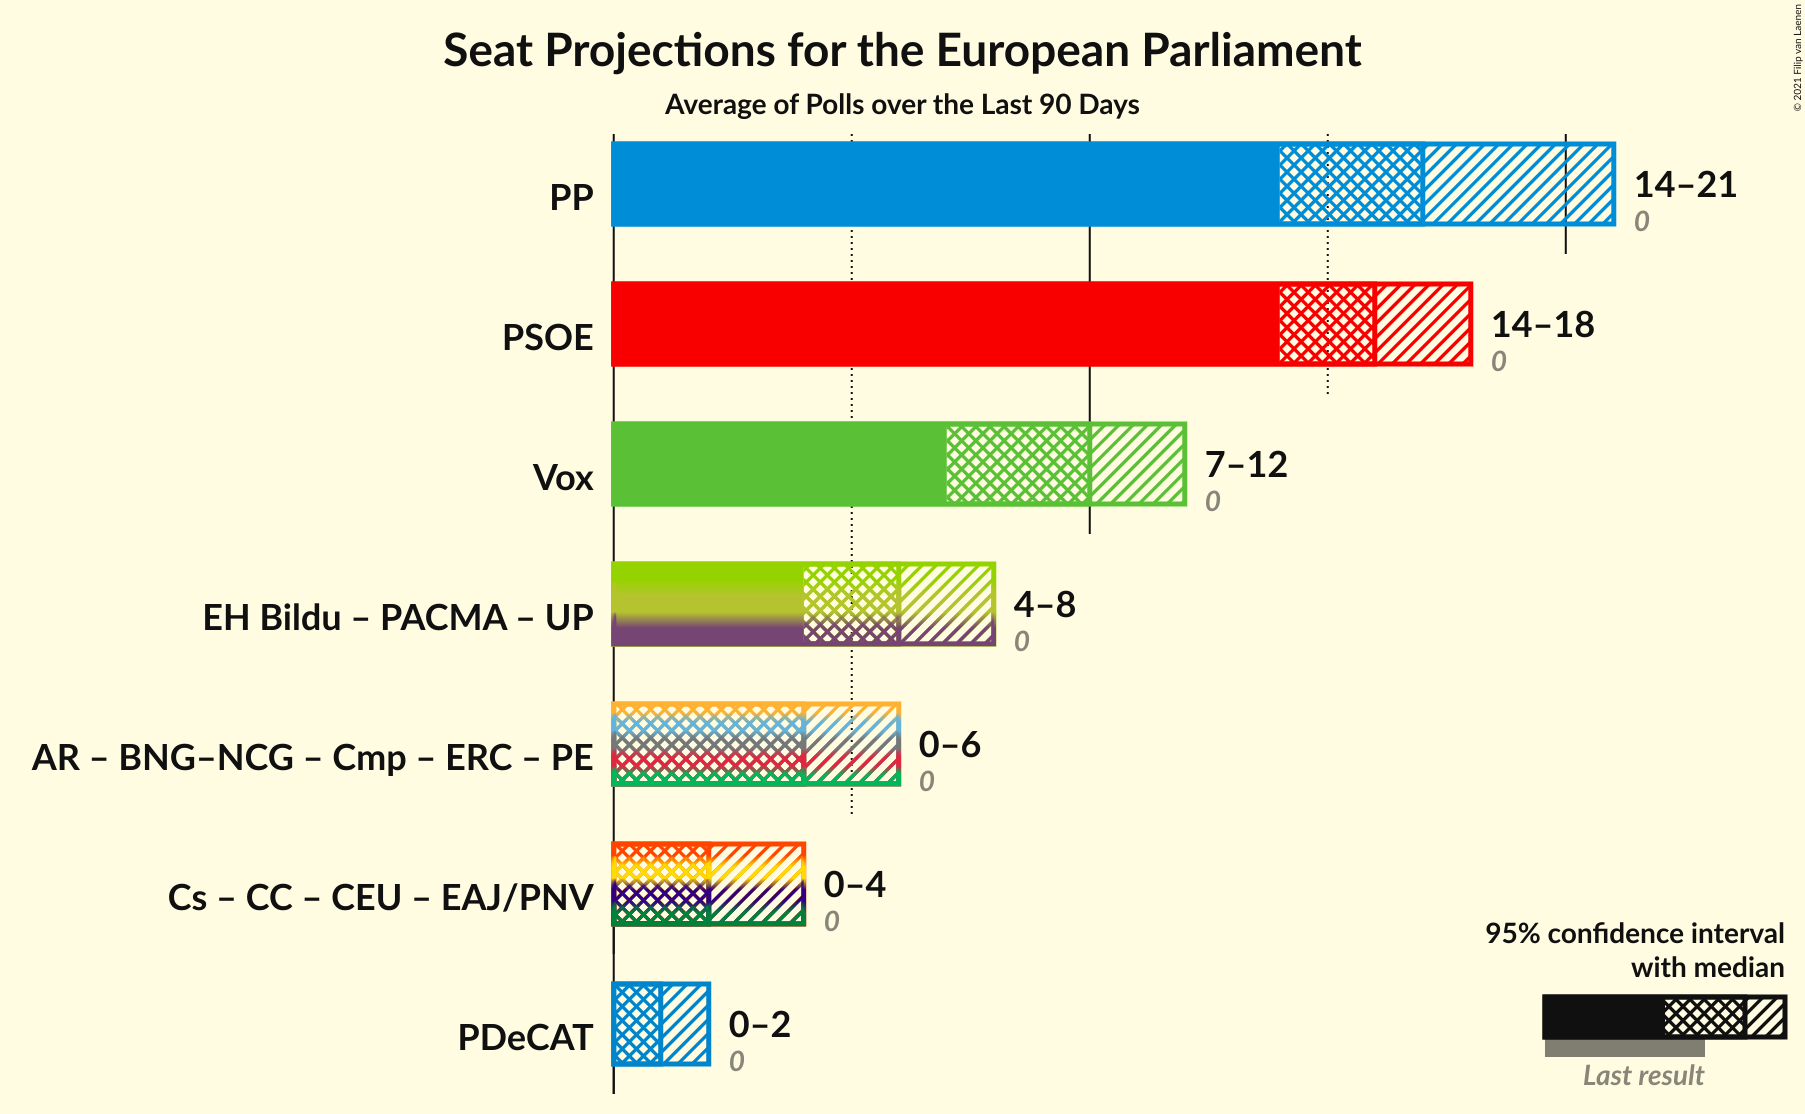 Seat Projections for the European Parliament
Average of Polls over the Last 90 Days
© 2021 Filip van Laenen
PP
14–21
0
PSOE
14–18
0
Vox
7–12
0
EH Bildu – PACMA – UP
4–8
0
AR – BNG–NCG – Cmp – ERC – PE
0–6
0
Cs – CC – CEU – EAJ/PNV
0–4
0
PDeCAT
0–2
0
95% confidence interval
with median
Last result